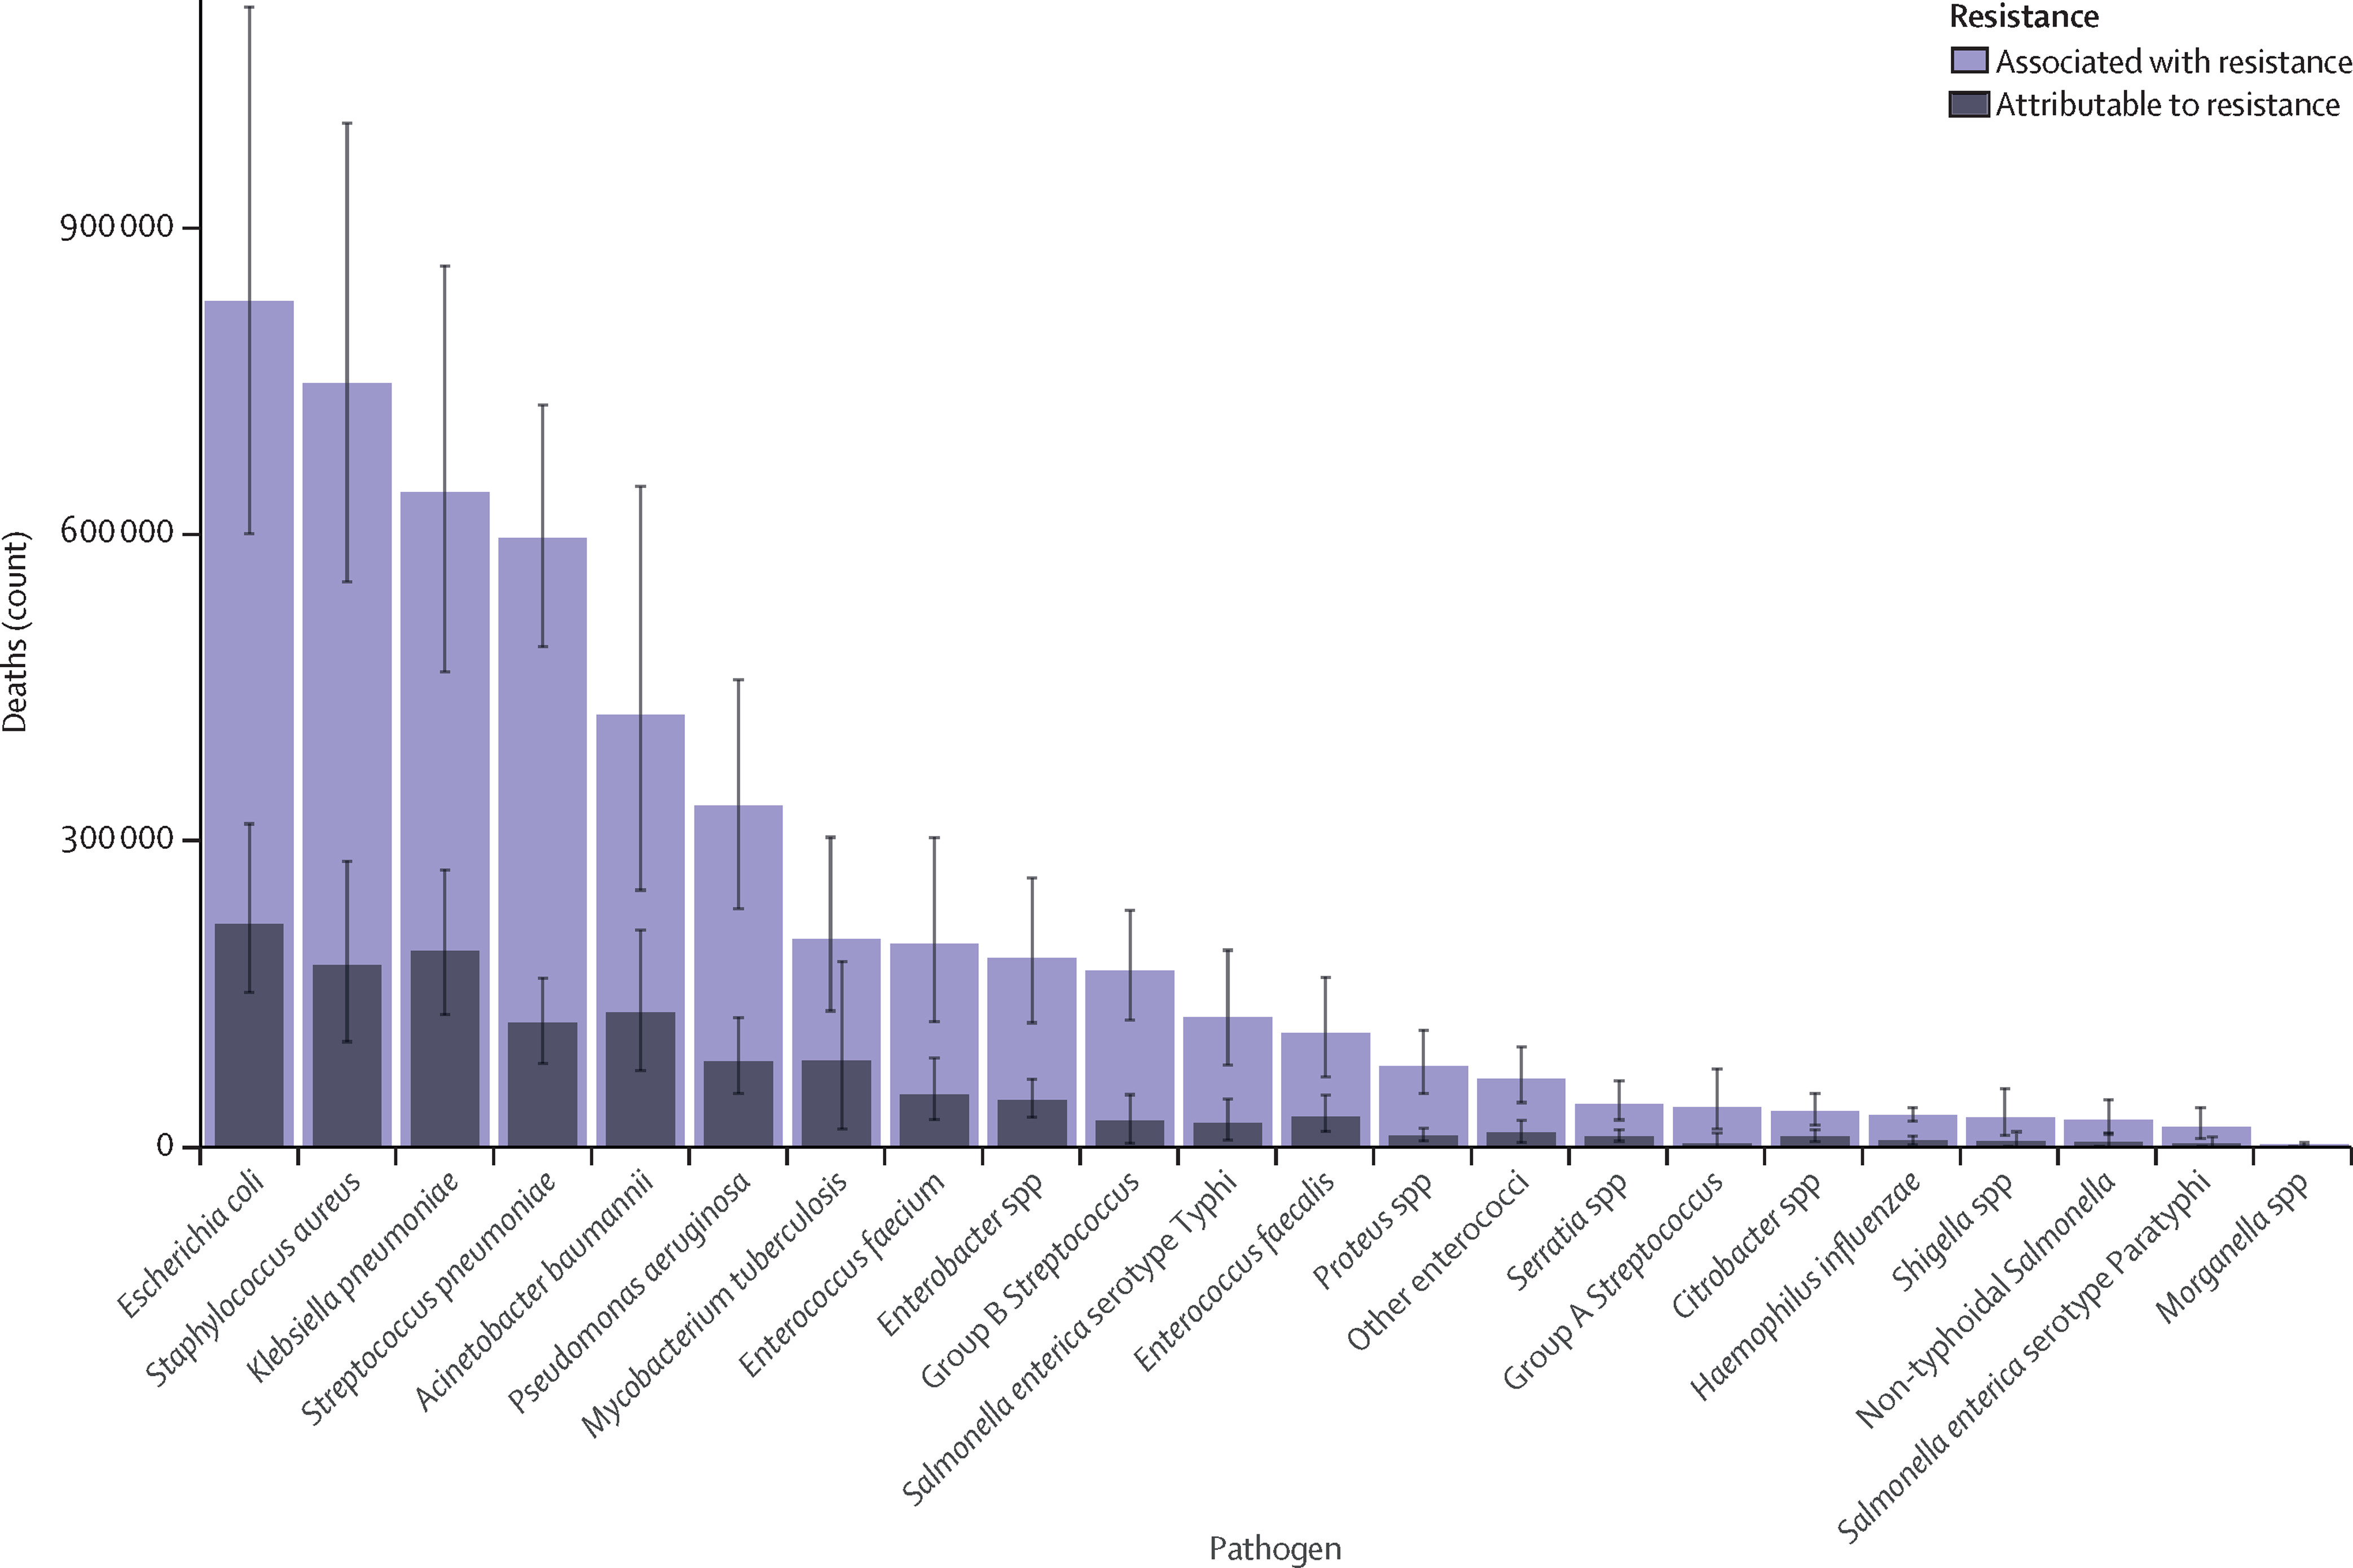 Resistance
Associated with resistance
Attributable to resistance
Deaths (count)
900 000
600 000
300 000
0
Escherichia coli
Staphylococcus aureus
Klebsiella pneumoniae
Streptococcus pneumoniae
Acinetobacter baumannii
Pseudomonas aeruginosa
Mycobacterium tuberculosis
Enterococcus faecium
Enterobacter spp
Group B Streptococcus
Salmonella enterica serotype Typhi
Enterococcus faecalis
Proteus spp
Other enterococci
Serratia spp
Group A Streptococcus
Citrobacter spp
Haemophilus influenzae
Shigella spp
Non-typhoidal Salmonella
Salmonella enterica serotype Paratyphi
Morganella spp
Pathogen